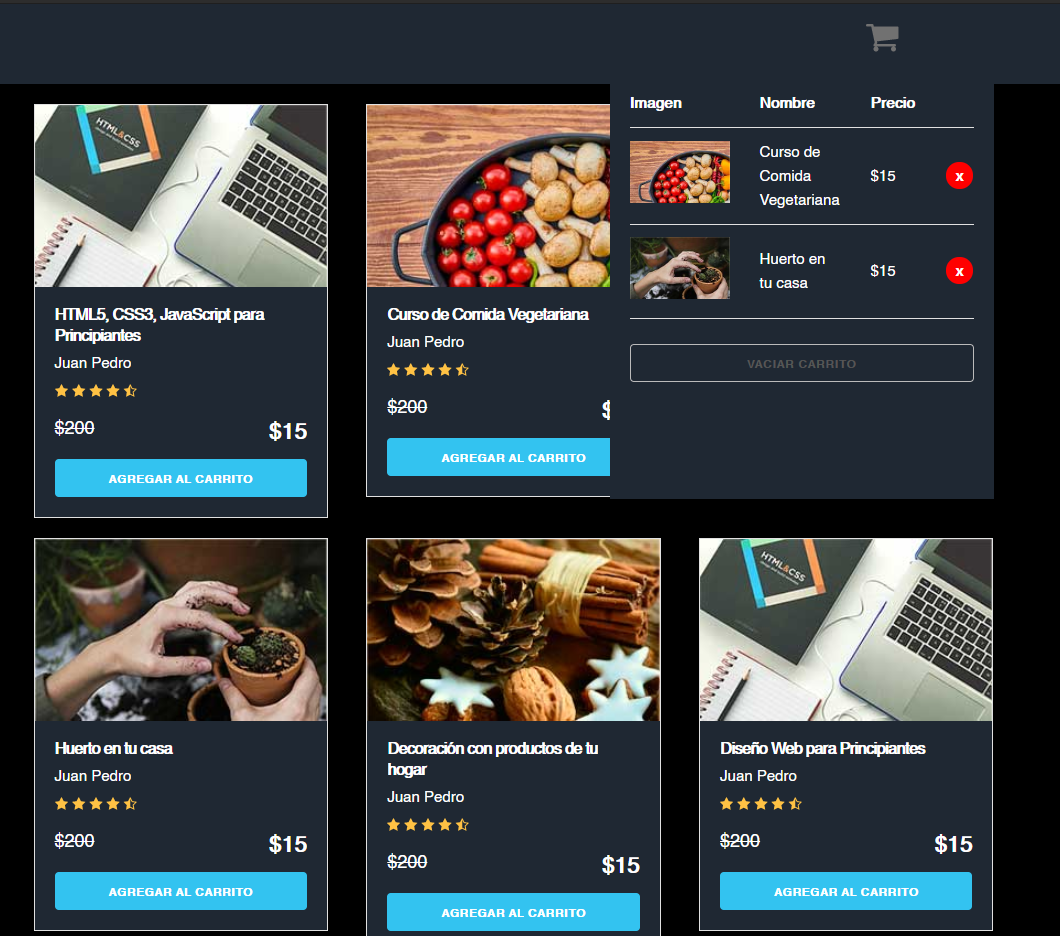 Imagen Nombre Precio
Curso de
Comida
Vegetariana
$15
x
Huerto en
tu casa
$15
x
VACIAR CARRITO
HTML&CSS
HTML5, CSS3, JavaScript para
Principiantes
Juan Pedro
$200 $15
AGREGAR AL CARRITO
Curso de Comida Vegetariana
Juan Pedro
$200 $
AGREGAR AL CARRITO
Huerto en tu casa
Juan Pedro
$200 $15
AGREGAR AL CARRITO
Decoración con productos de tu
hogar
Juan Pedro
$200 $15
AGREGAR AL CARRITO
HTML&CSS
Diseño Web para Principiantes
Juan Pedro
$200 $15
AGREGAR AL CARRITO